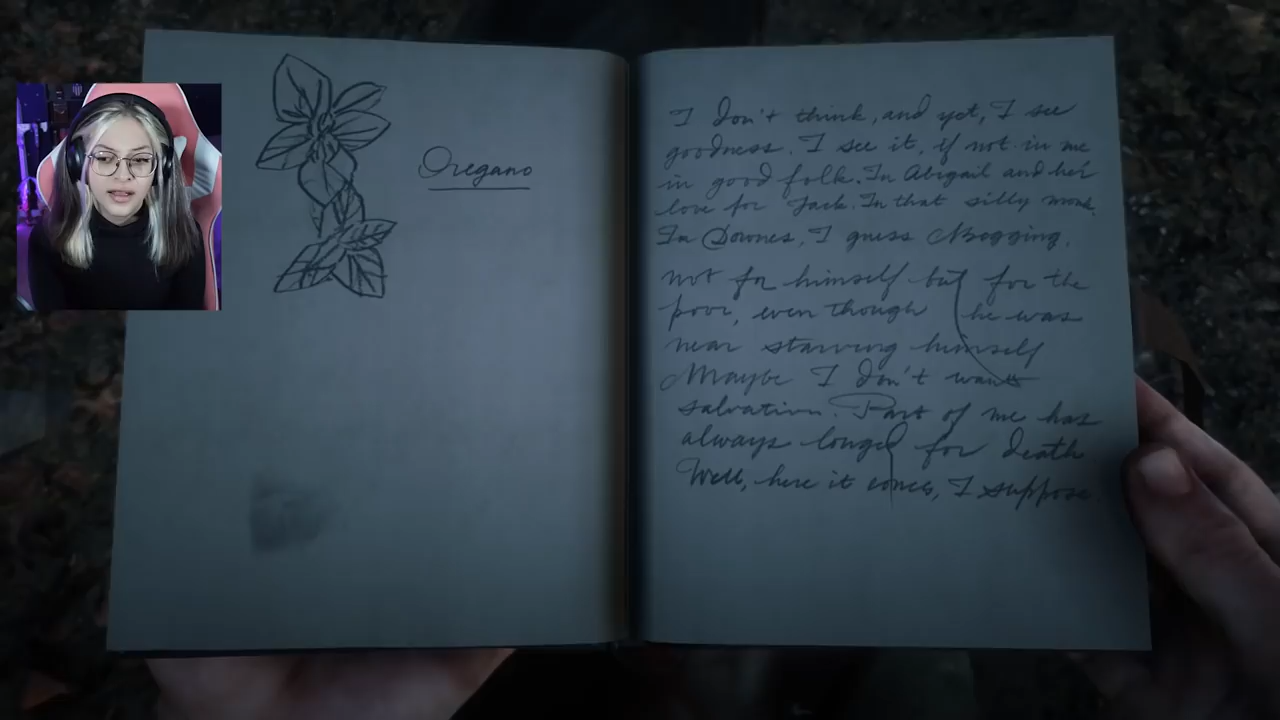 Oregano
I don't think, and yet, I see
goodness. I see it, if not in me
in good folk. In Abigail and her
love for Jack. In that silly monk.
In Downes, I guess. Begging,
not for himself but for the
poor, even though he was
near starving himself
Maybe I don't want
salvation. Part of me has
always longed for death
Well, here it comes, I suppose.